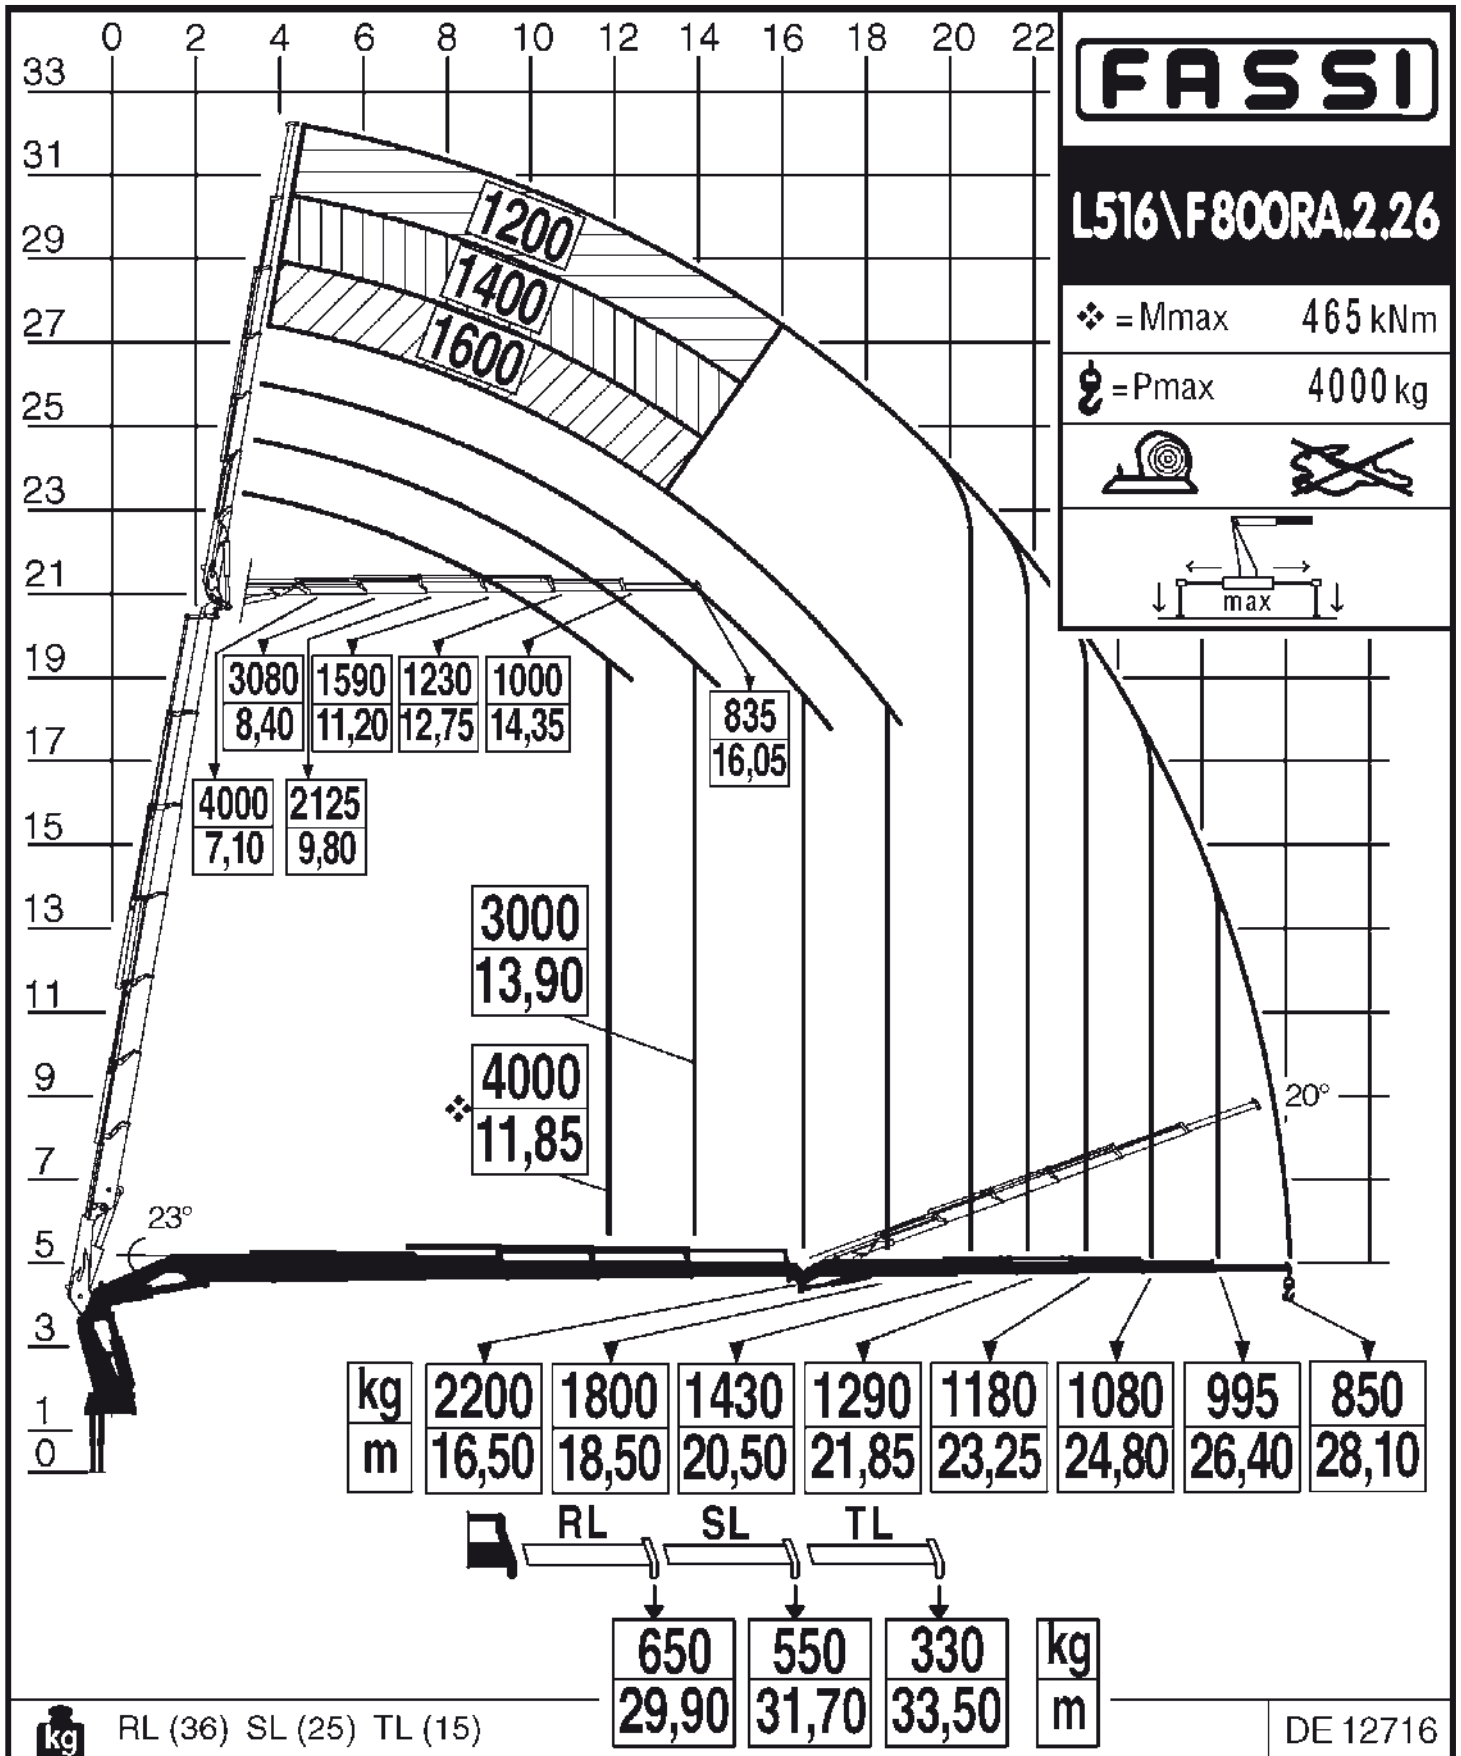 0 2 4 6 8 10 12 14 16 18 20 22
FASSI
L516\F800RA.2.26
= Mmax 465 kNm
= Pmax 4000 kg
max
33
31
29
27
25
23
21
19
17
15
13
11
9
7
5
3
1
0
1200
1400
1600
3080 1590 1230 1000
8,40 11,20 12,75 14,35
835
16,05
4000 2125
7,10 9,80
3000
13,90
4000
11,85
20°
23°
kg 2200 1800 1430 1290 1180 1080 995 850
m 16,50 18,50 20,50 21,85 23,25 24,80 26,40 28,10
RL SL TL
650 550 330 kg
29,90 31,70 33,50 m
kg RL (36) SL (25) TL (15)
DE 12716